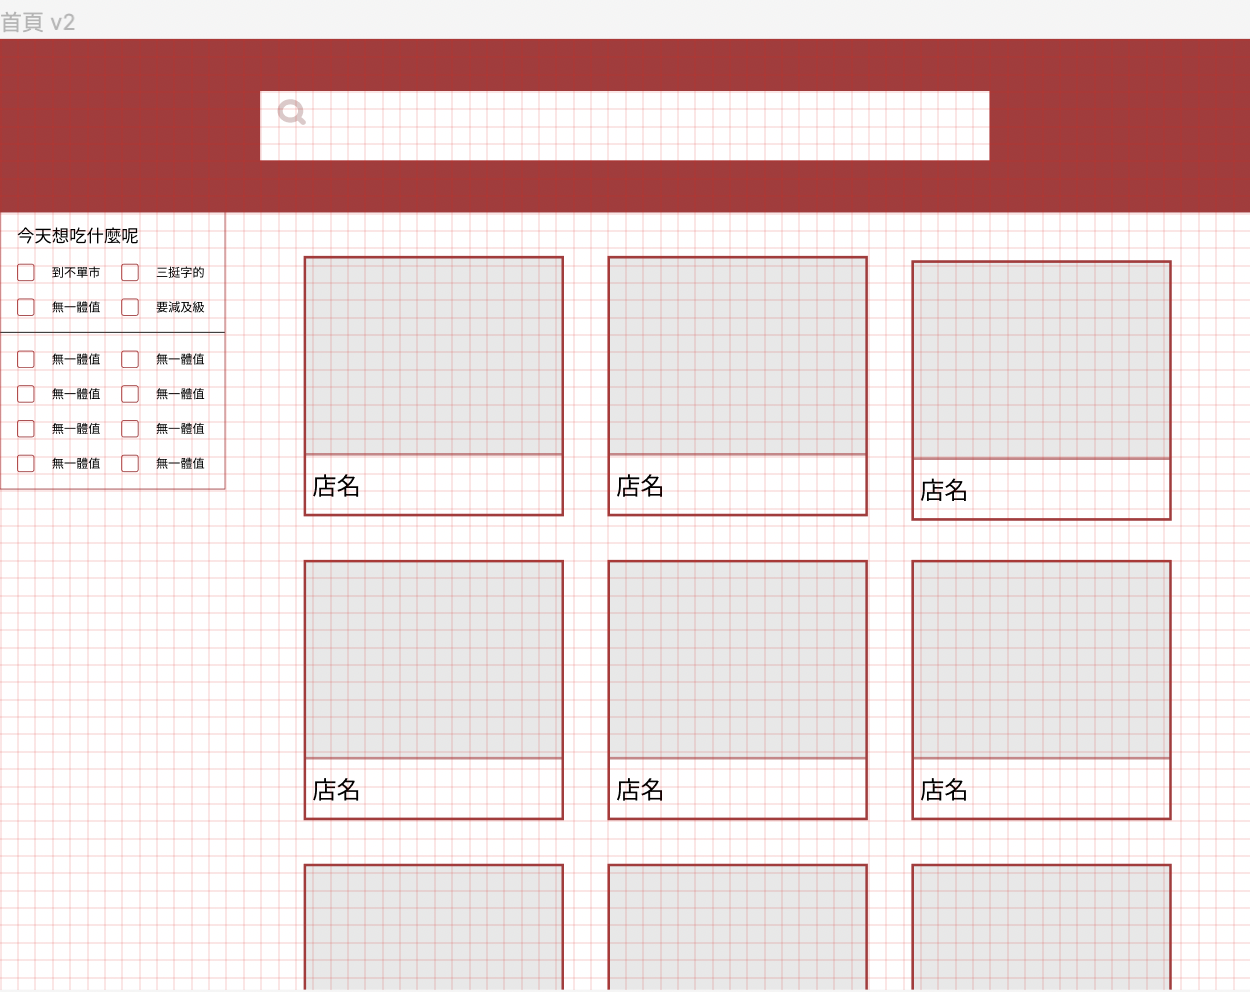 首頁 v2
今天想吃什麼呢
到不單市 三挺字的
無一體值 要減及級
無一體值 無一體值
無一體值 無一體值
無一體值 無一體值
無一體值 無一體值
店名 店名 店名
店名 店名 店名